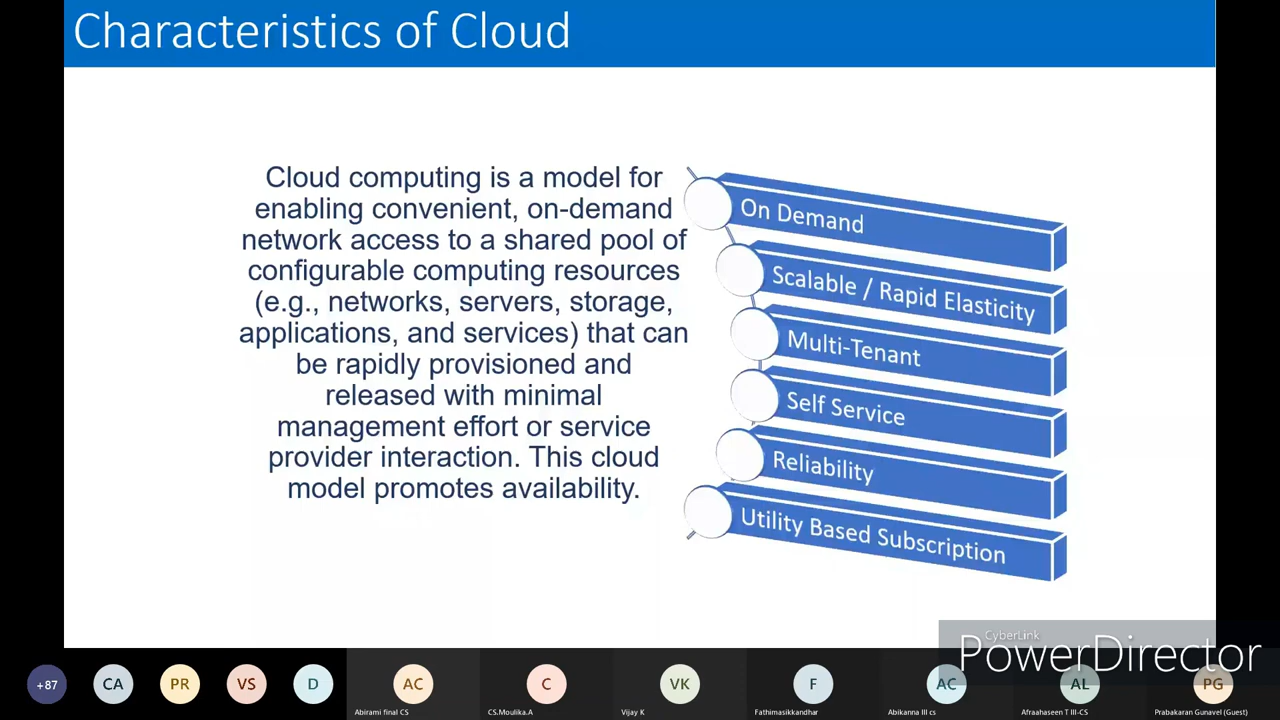 Characteristics of Cloud
Cloud computing is a model for
enabling convenient, on-demand
network access to a shared pool of
configurable computing resources
(e.g., networks, servers, storage,
applications, and services) that can
be rapidly provisioned and
released with minimal
management effort or service
provider interaction. This cloud
model promotes availability.
On Demand
Scalable / Rapid Elasticity
Multi-Tenant
Self Service
Reliability
Utility Based Subscription
CyberLink
PowerDirector
+87 CA PR VS D AC C VK F AC AL PG
Abirami final CS CS.Moulika.A Vijay K Fathimasikkandhar Abikanna III cs Afraahaseen T III-CS Prabakaran Gunavel (Guest)